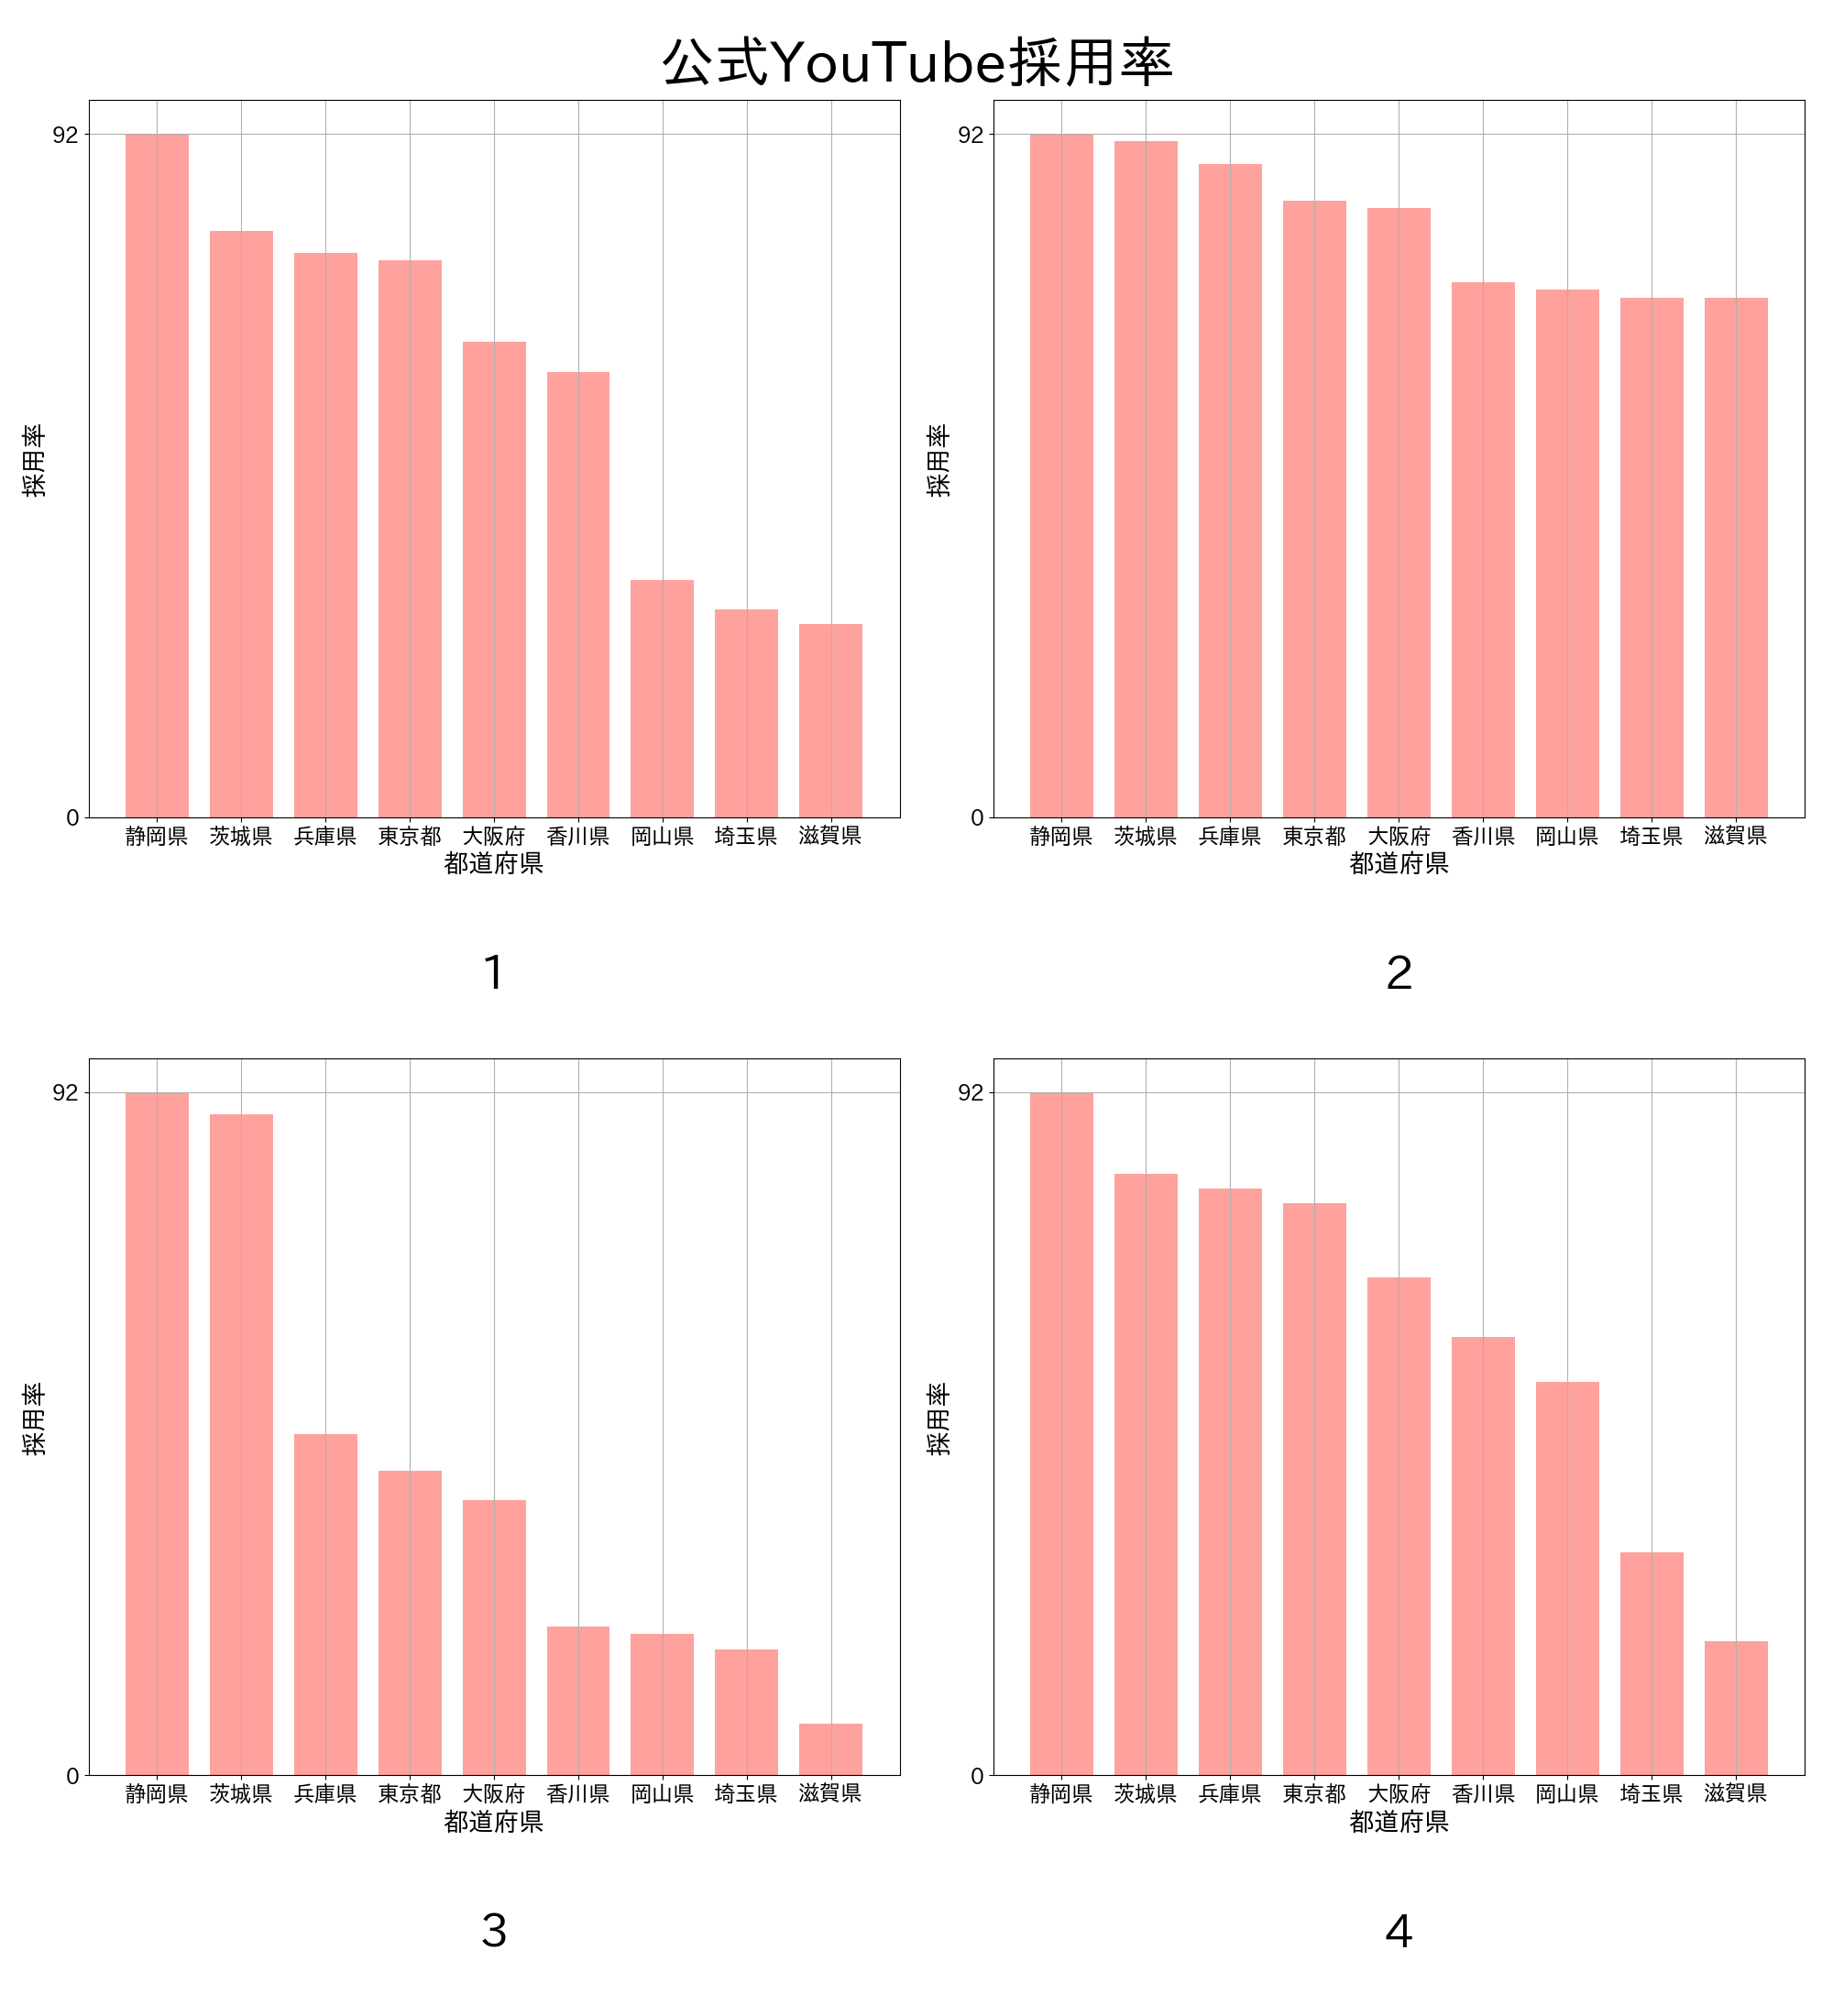 公式YouTube採用率
92
0
採用率
静岡県 茨城県 兵庫県 東京都 大阪府 香川県 岡山県 埼玉県 滋賀県
都道府県
1
92
0
採用率
静岡県 茨城県 兵庫県 東京都 大阪府 香川県 岡山県 埼玉県 滋賀県
都道府県
2
92
0
採用率
静岡県 茨城県 兵庫県 東京都 大阪府 香川県 岡山県 埼玉県 滋賀県
都道府県
3
92
0
採用率
静岡県 茨城県 兵庫県 東京都 大阪府 香川県 岡山県 埼玉県 滋賀県
都道府県
4